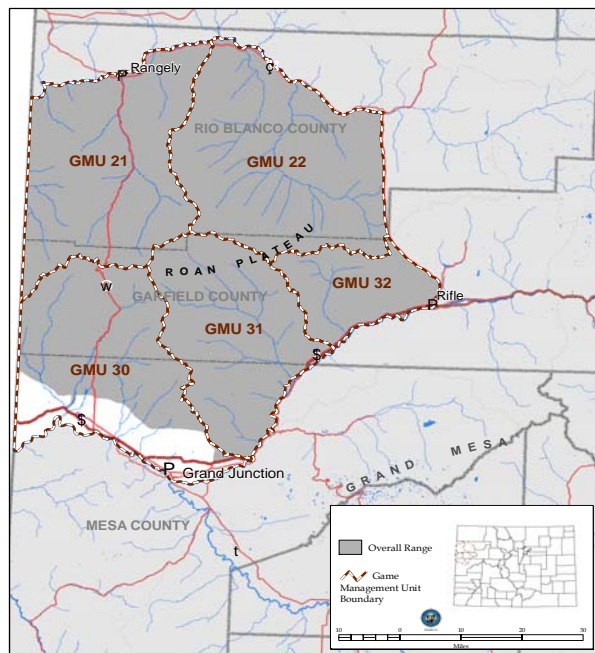 Rangely
P
ç
RIO BLANCO COUNTY
GMU 21
GMU 22
ROAN PLATEAU
w
GARFIELD COUNTY
GMU 32
Rifle
P
GMU 31
$
GMU 30
$
P
Grand Junction
GRAND MESA
MESA COUNTY
t
Overall Range
Game
Management Unit
Boundary
10 0 10 20 30
Miles